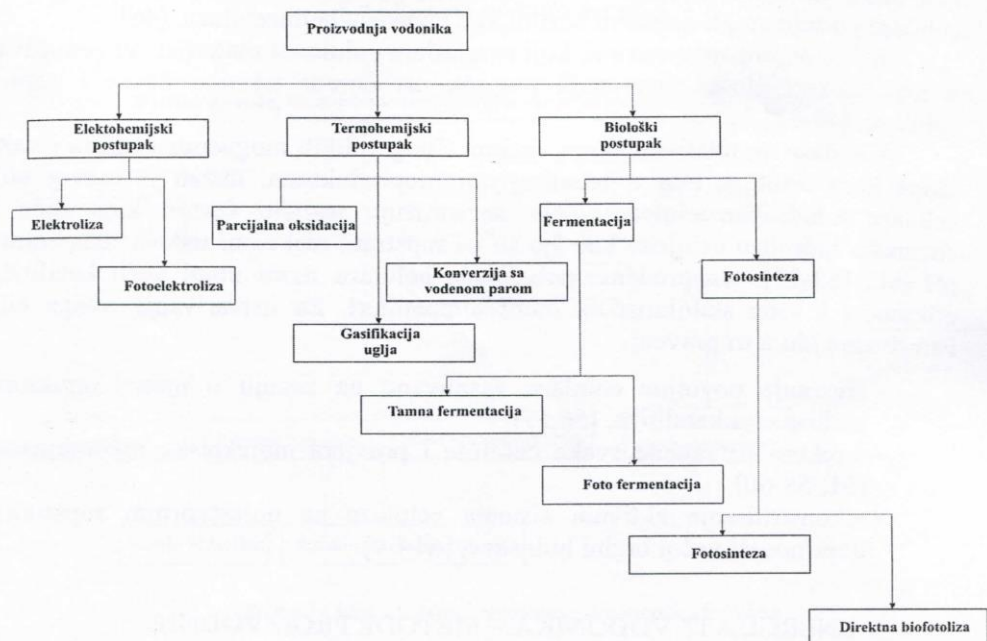 Proizvodnja vodonika
Elektohemijski
postupak
Termohemijski
postupak
Biološki
postupak
Elektroliza
Parcijalna oksidacija
Fermentacija
Fotoelektroliza
Konverzija sa
vodenom parom
Fotosinteza
Gasifikacija
uglja
Tamna fermentacija
Foto fermentacija
Fotosinteza
Direktna biofotoliza